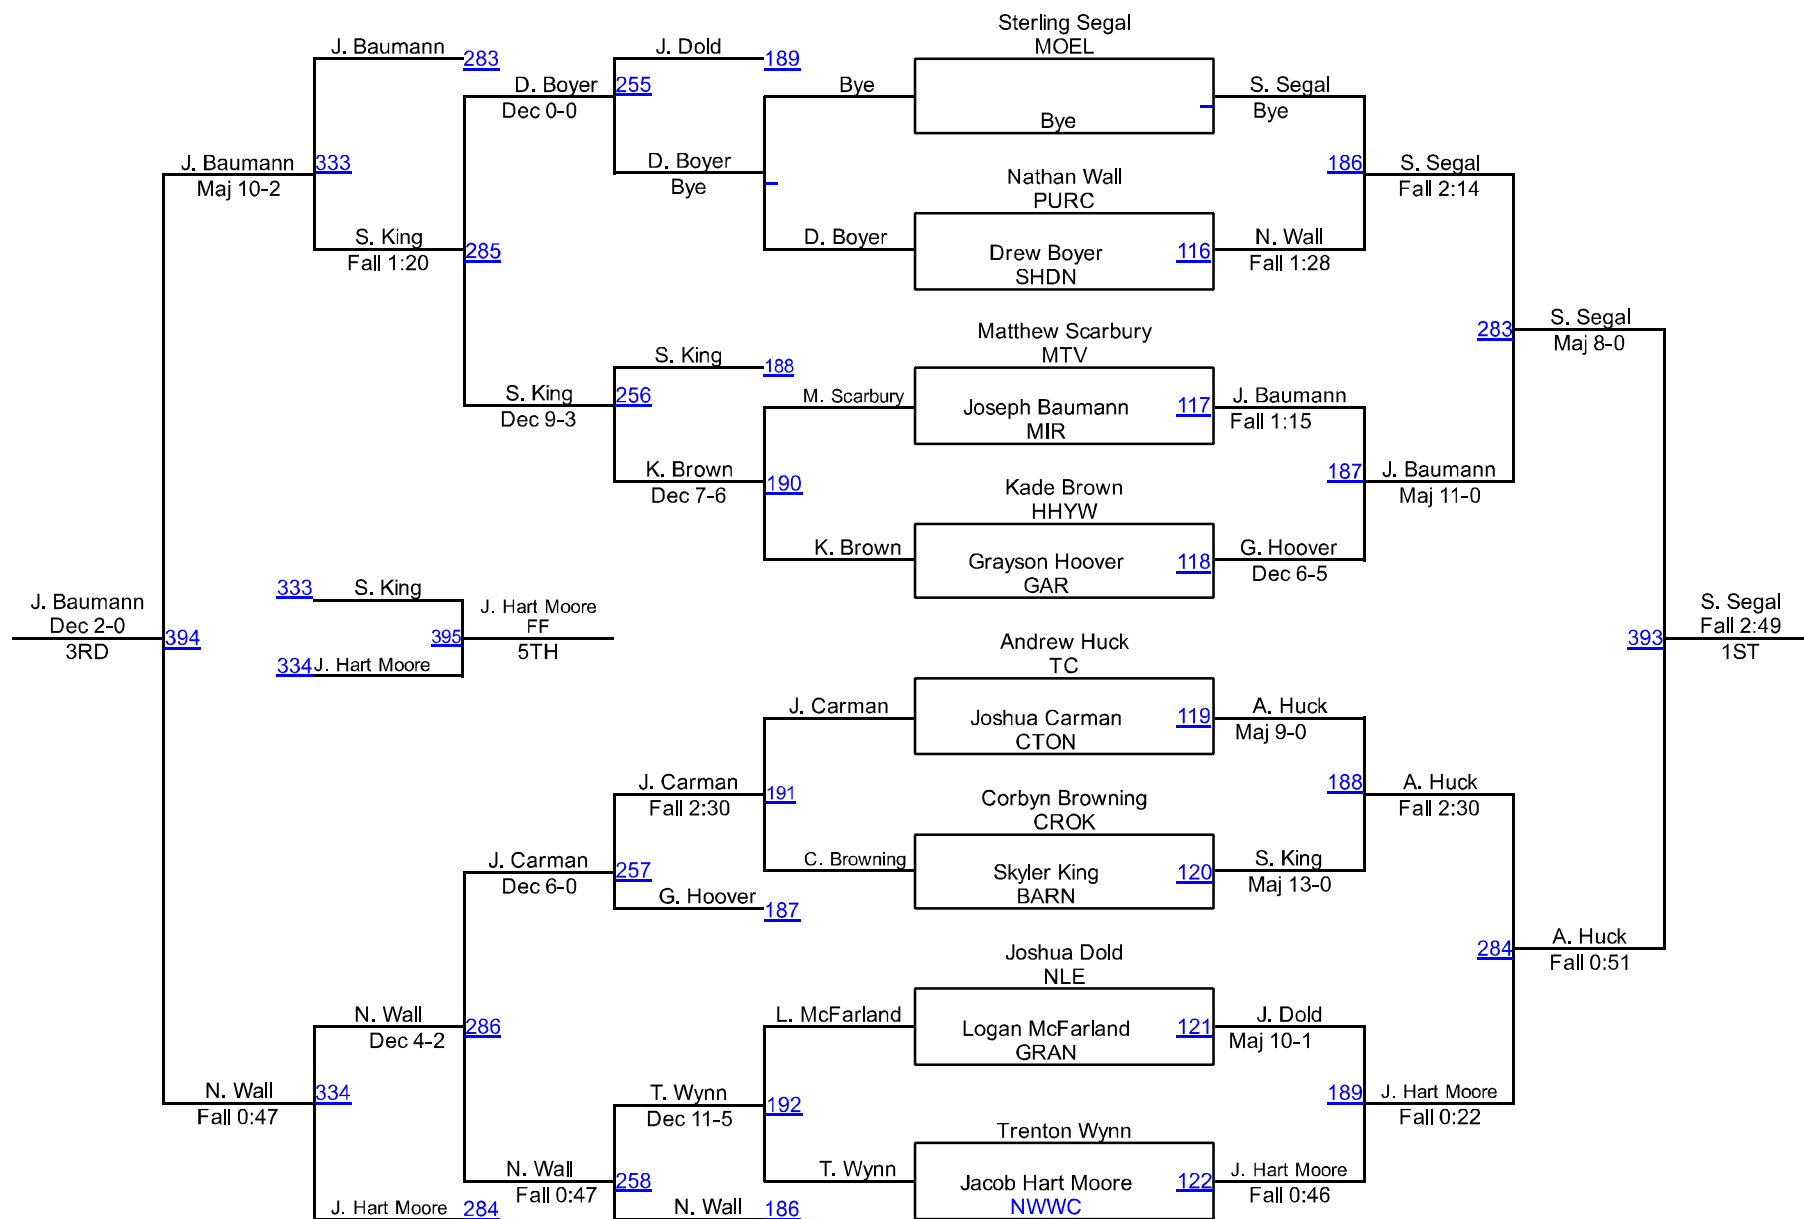 Sterling Segal
J. Baumann
283
J. Dold
189
MOEL
D. Boyer
255
Bye
S. Segal
Dec 0-0
Bye
Bye
J. Baumann
333
D. Boyer
Nathan Wall
186
S. Segal
Maj 10-2
Bye
PURC
Fall 2:14
S. King
285
D. Boyer
Drew Boyer
116
N. Wall
Fall 1:20
SHDN
Fall 1:28
Matthew Scarbury
283
S. Segal
S. King
188
MTV
Maj 8-0
S. King
256
M. Scarbury
Joseph Baumann
117
J. Baumann
Dec 9-3
MIR
Fall 1:15
K. Brown
190
Kade Brown
187
J. Baumann
Dec 7-6
HHYW
Maj 11-0
K. Brown
Grayson Hoover
118
G. Hoover
GAR
Dec 6-5
333
S. King
J. Baumann
J. Hart Moore
S. Segal
Dec 2-0
394
395
FF
Andrew Huck
393
Fall 2:49
3RD
334
J. Hart Moore
5TH
TC
1ST
J. Carman
Joshua Carman
119
A. Huck
CTON
Maj 9-0
J. Carman
191
Corbyn Browning
188
A. Huck
Fall 2:30
CROK
Fall 2:30
J. Carman
257
C. Browning
Skyler King
120
S. King
Dec 6-0
BARN
Maj 13-0
G. Hoover
187
Joshua Dold
284
A. Huck
NLE
Fall 0:51
N. Wall
286
L. McFarland
Logan McFarland
121
J. Dold
Dec 4-2
GRAN
Maj 10-1
N. Wall
334
T. Wynn
192
189
J. Hart Moore
Fall 0:47
Dec 11-5
Fall 0:22
Trenton Wynn
N. Wall
258
T. Wynn
Jacob Hart Moore
122
J. Hart Moore
Fall 0:47
NWWC
Fall 0:46
J. Hart Moore
284
N. Wall
186